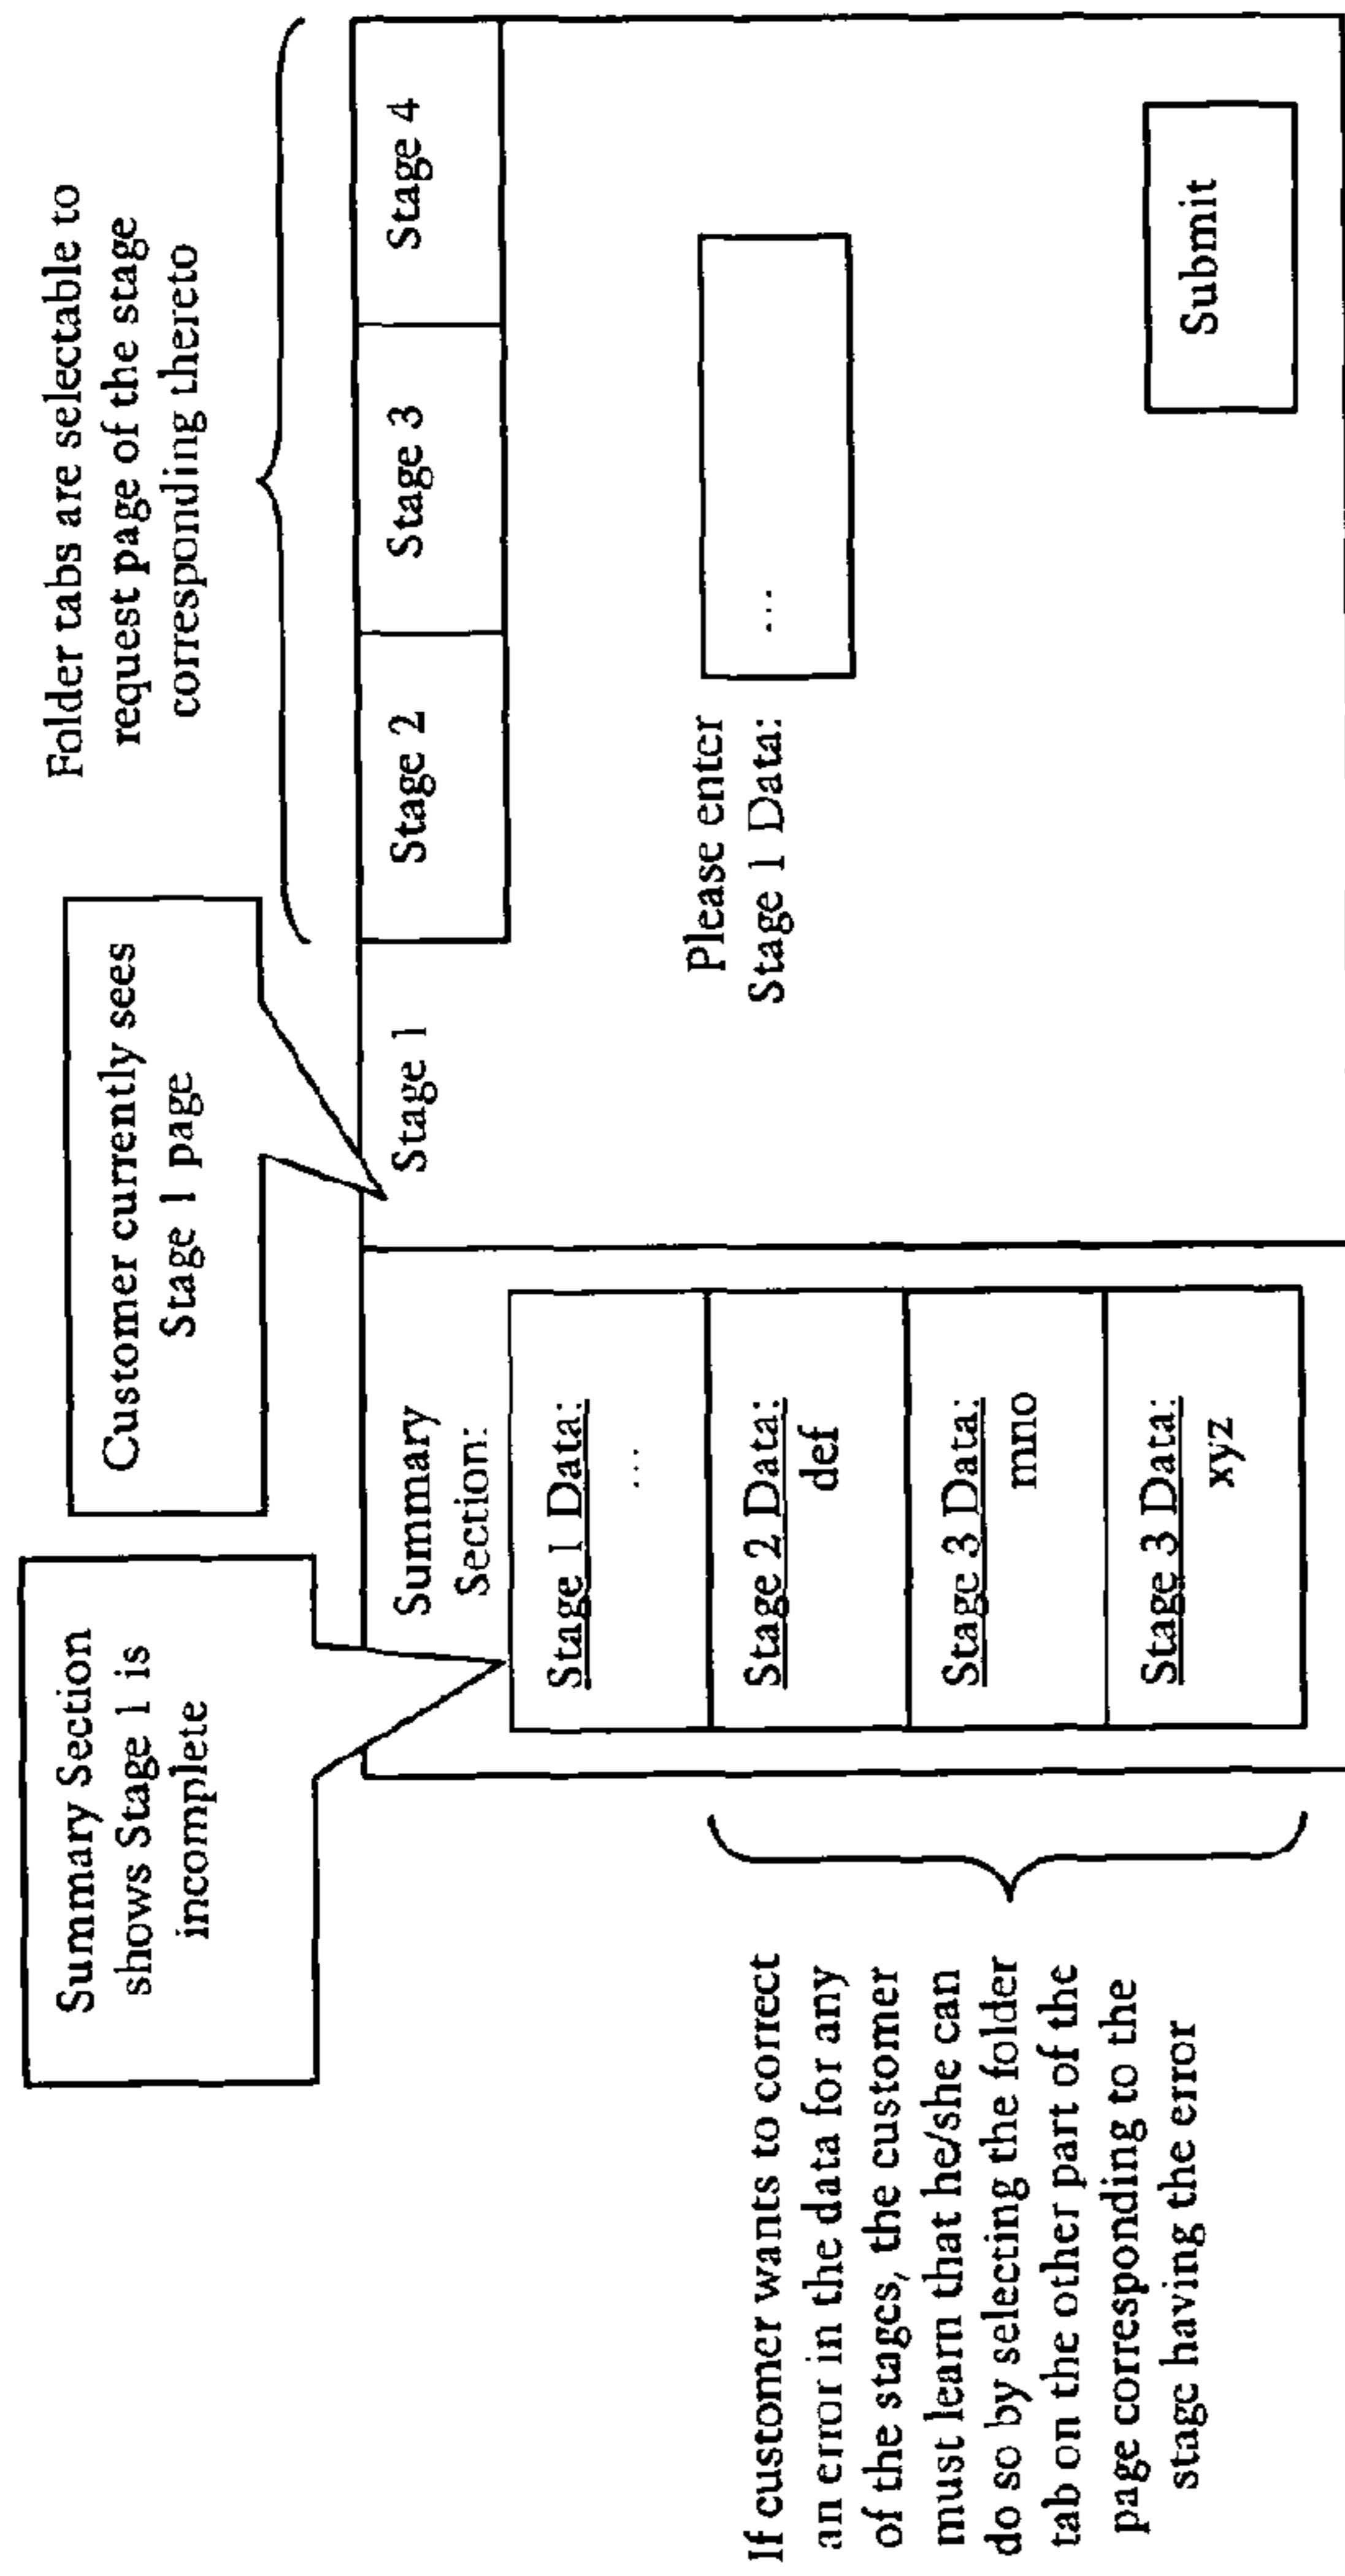 Folder tabs are selectable to
request page of the stage
corresponding thereto
Customer currently sees
Stage 1 page
Summary Section
shows Stage 1 is
incomplete
Summary
Section:
Stage 1 Data:
...
Stage 2 Data:
def
Stage 3 Data:
mno
Stage 3 Data:
xyz
Stage 1
Stage 2
Stage 3
Stage 4
Please enter
Stage 1 Data:
...
Submit
If customer wants to correct
an error in the data for any
of the stages, the customer
must learn that he/she can
do so by selecting the folder
tab on the other part of the
page corresponding to the
stage having the error